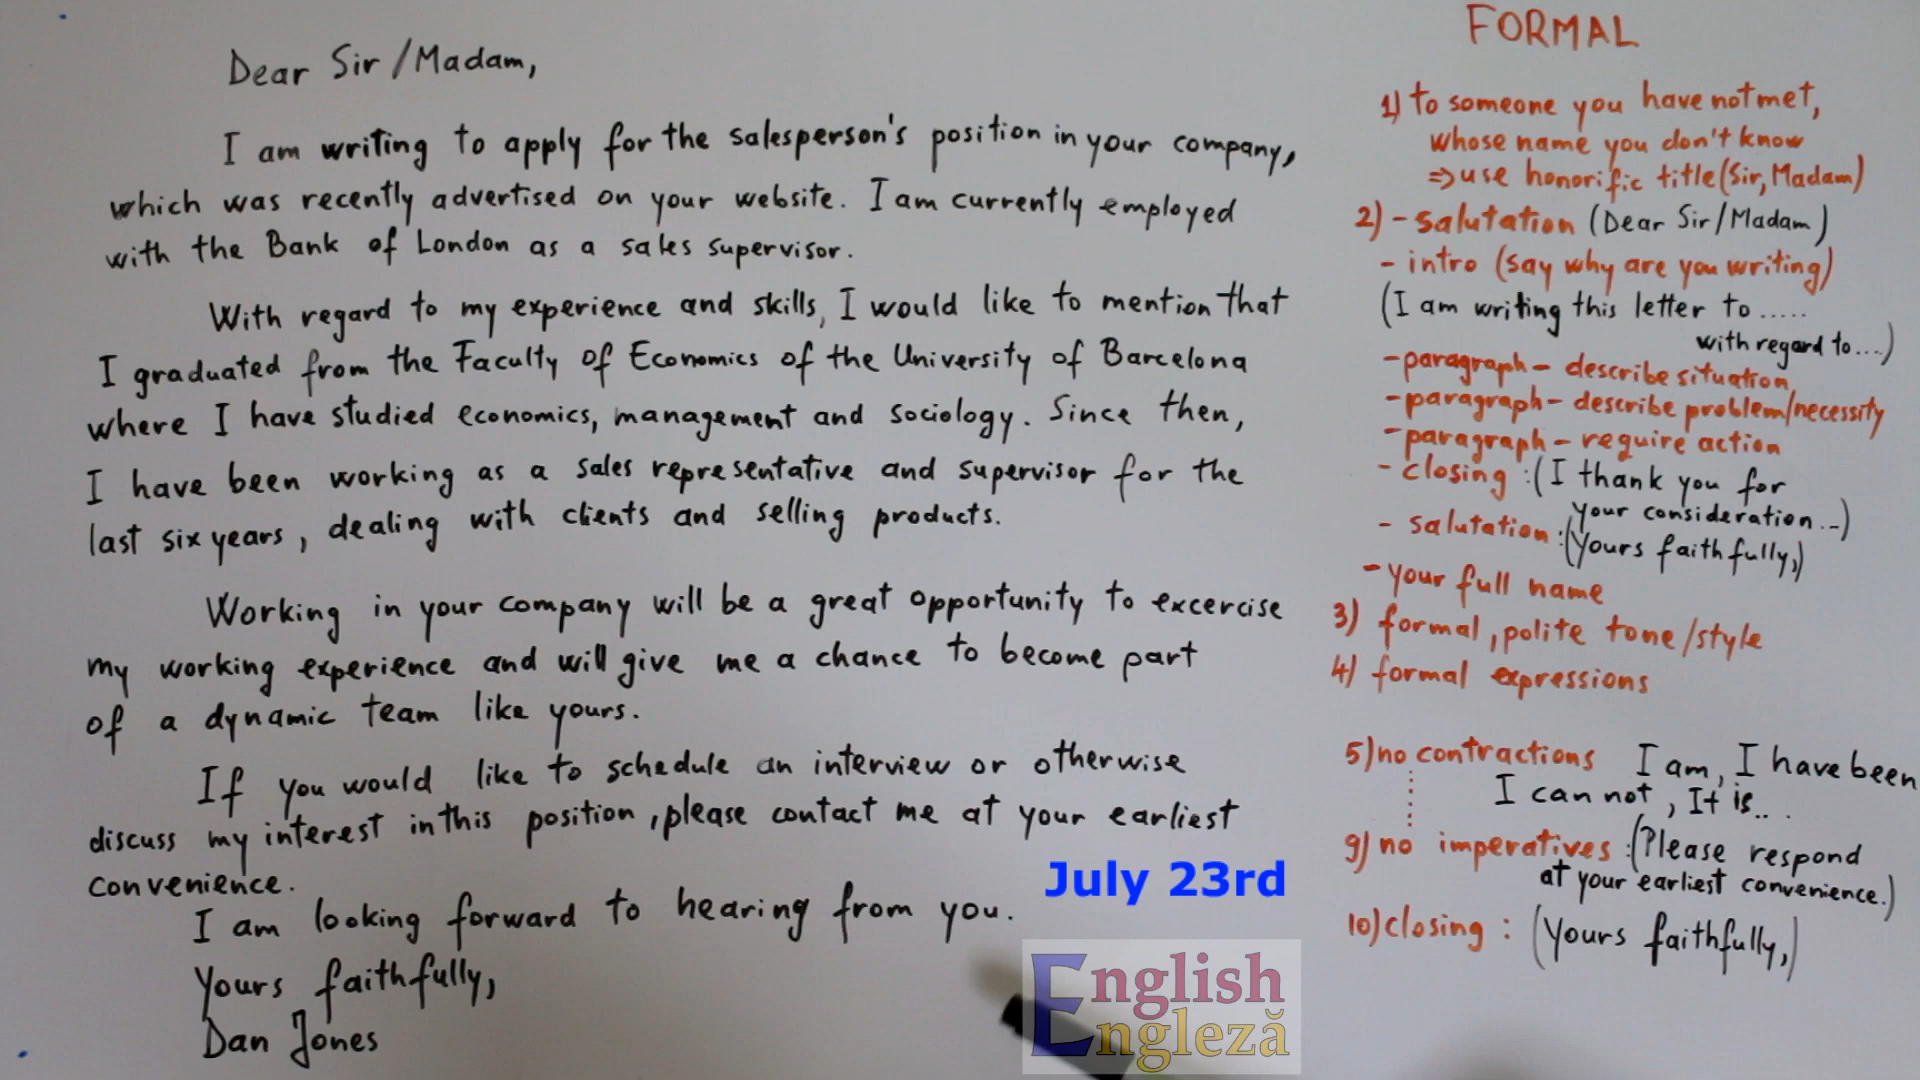 Dear Sir/Madam,
I am writing to apply for the salesperson's position in your company,
which was recently advertised on your website. I am currently employed
with the Bank of London as a sales supervisor.
With regard to my experience and skills, I would like to mention that
I graduated from the Faculty of Economics of the University of Barcelona
where I have studied economics, management and sociology. Since then,
I have been working as a sales representative and supervisor for the
last six years, dealing with clients and selling products.
Working in your company will be a great opportunity to excercise
my working experience and will give me a chance to become part
of a dynamic team like yours.
If you would like to schedule an interview or otherwise
discuss my interest in this position, please contact me at your earliest
convenience.
I am looking forward to hearing from you.
Yours faithfully,
Dan Jones
July 23rd
English
Engleză
FORMAL
1) to someone you have not met,
whose name you don't know
⇒ use honorific title (Sir, Madam)
2) - salutation (Dear Sir/Madam)
- intro (say why are you writing)
(I am writing this letter to .....
with regard to....)
- paragraph - describe situation
- paragraph - describe problem/necessity
- paragraph - require action
- closing : (I thank you for
your consideration...)
- salutation : (Yours faithfully,)
- your full name
3) formal, polite tone/style
4) formal expressions
5) no contractions I am, I have been
I can not, It is...
9) no imperatives : (Please respond
at your earliest convenience.)
10) closing : (Yours faithfully,)